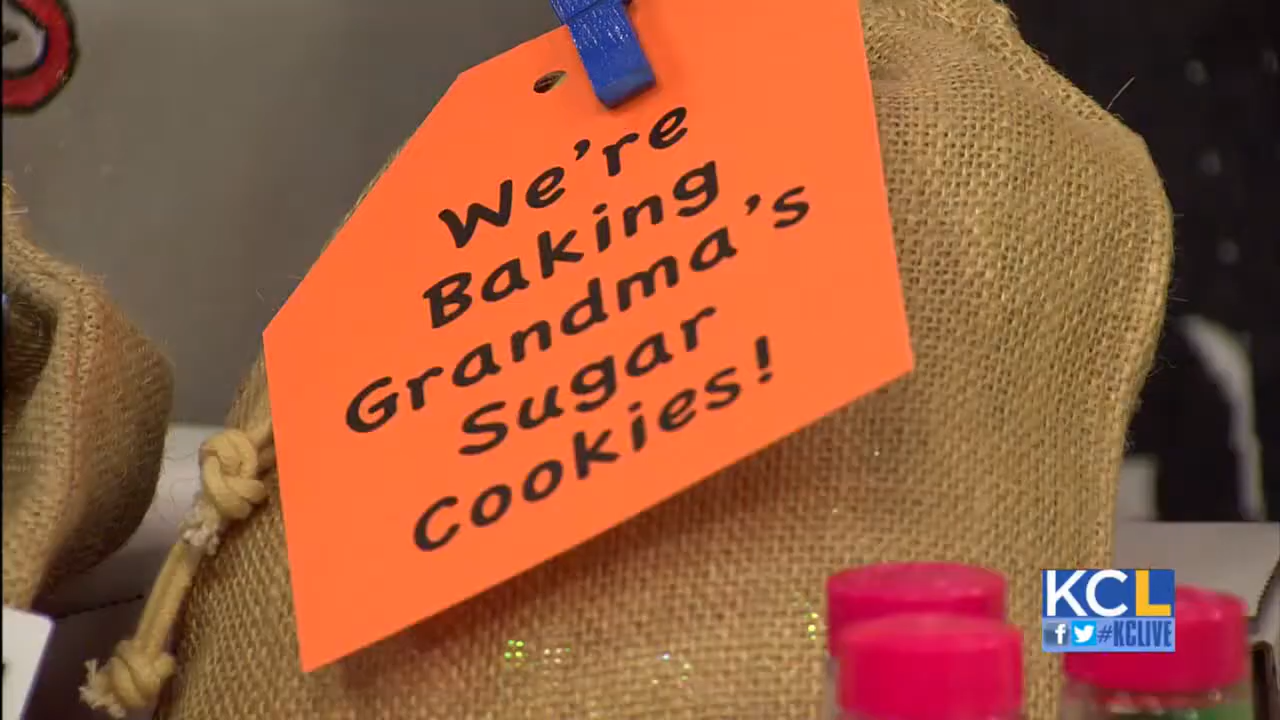 We're
Baking
Grandma's
Sugar
Cookies!
KCL
#KCLIVE